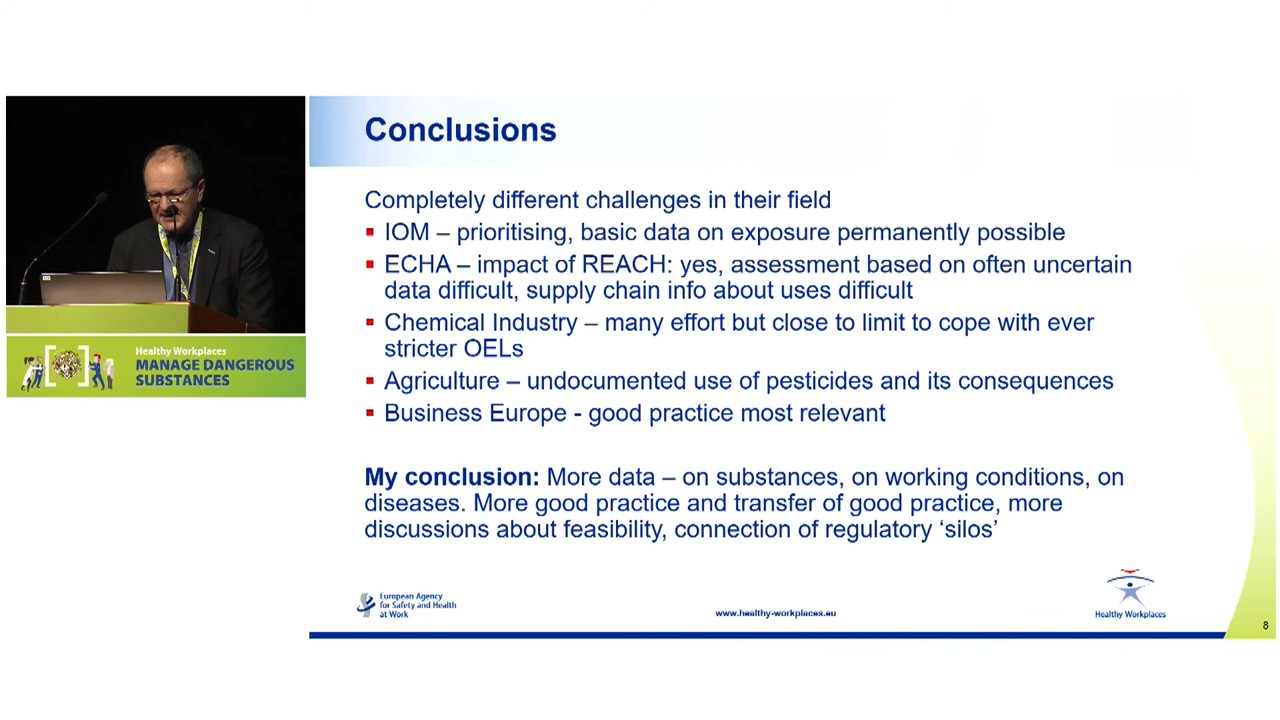 Conclusions
Completely different challenges in their field
IOM – prioritising, basic data on exposure permanently possible
ECHA – impact of REACH: yes, assessment based on often uncertain
data difficult, supply chain info about uses difficult
Chemical Industry – many effort but close to limit to cope with ever
stricter OELs
Agriculture – undocumented use of pesticides and its consequences
Business Europe - good practice most relevant
My conclusion: More data – on substances, on working conditions, on
diseases. More good practice and transfer of good practice, more
discussions about feasibility, connection of regulatory ‘silos’
Healthy Workplaces
MANAGE DANGEROUS
SUBSTANCES
European Agency
for Safety and Health
at Work
www.healthy-workplaces.eu
Healthy Workplaces
8